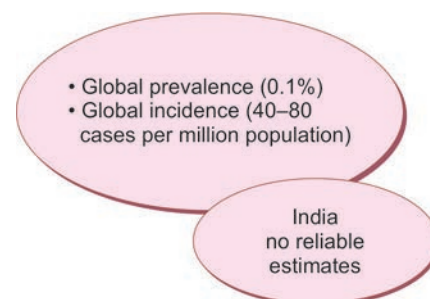 • Global prevalence (0.1%)
• Global incidence (40–80
cases per million population)
India
no reliable
estimates